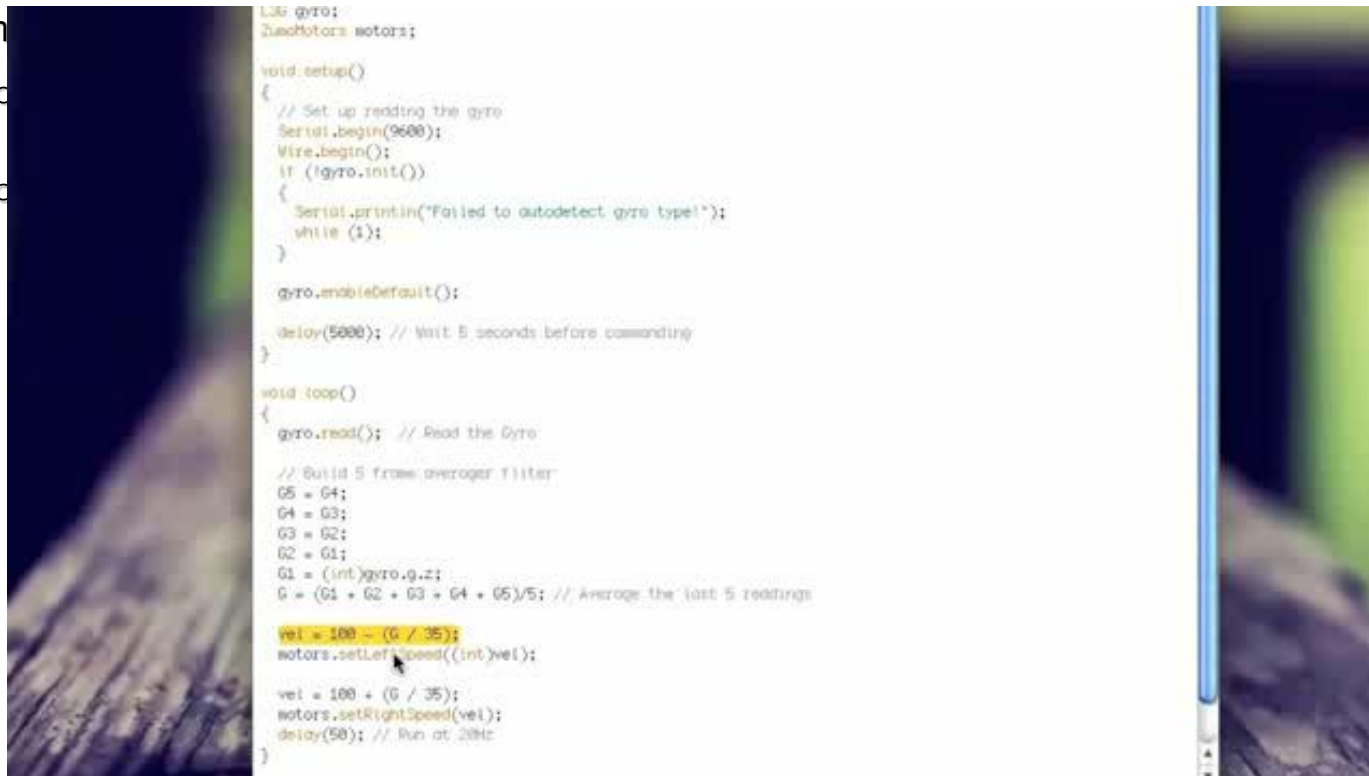 L3G gyro;
ZumoMotors motors;
void setup()
{
// Set up reading the gyro
Serial.begin(9600);
Wire.begin();
if (!gyro.init())
{
Serial.println("Failed to autodetect gyro type!");
while (1);
}
gyro.enableDefault();
delay(5000); // Wait 5 seconds before commanding
}
void loop()
{
gyro.read(); // Read the Gyro
// Build 5 frame averager filter
G5 = G4;
G4 = G3;
G3 = G2;
G2 = G1;
G1 = (int)gyro.g.z;
G = (G1 + G2 + G3 + G4 + G5)/5; // Average the last 5 readings
vel = 100 - (G / 35);
motors.setLeftSpeed((int)vel);
vel = 100 + (G / 35);
motors.setRightSpeed(vel);
delay(50); // Run at 20Hz
}